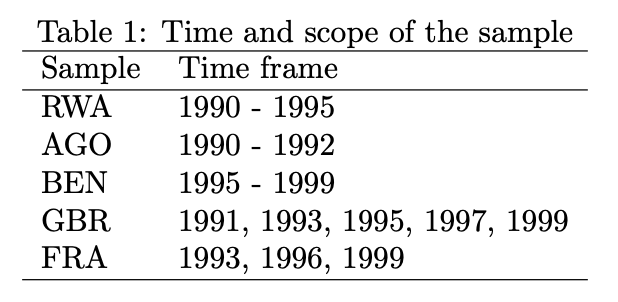 Table 1: Time and scope of the sample
Sample Time frame
RWA 1990 - 1995
AGO 1990 - 1992
BEN 1995 - 1999
GBR 1991, 1993, 1995, 1997, 1999
FRA 1993, 1996, 1999